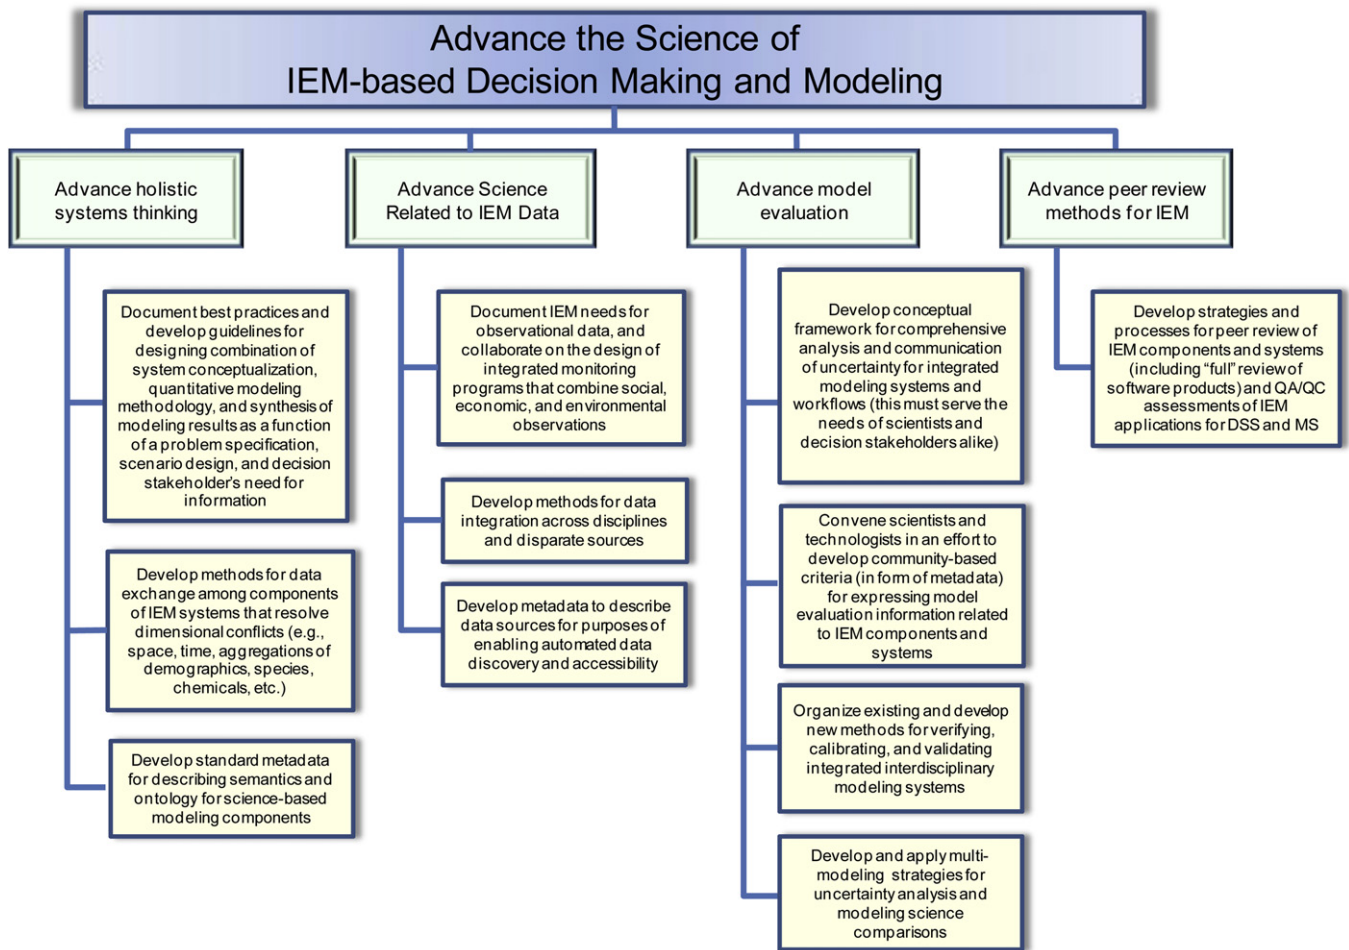 Advance the Science of
IEM-based Decision Making and Modeling
Advance holistic
systems thinking
Document best practices and
develop guidelines for
designing combination of
system conceptualization,
quantitative modeling
methodology, and synthesis of
modeling results as a function
of a problem specification,
scenario design, and decision
stakeholder's need for
information
Develop methods for data
exchange among components
of IEM systems that resolve
dimensional conflicts (e.g.,
space, time, aggregations of
demographics, species,
chemicals, etc.)
Develop standard metadata
for describing semantics and
ontology for science-based
modeling components
Advance Science
Related to IEM Data
Document IEM needs for
observational data, and
collaborate on the design of
integrated monitoring
programs that combine social,
economic, and environmental
observations
Develop methods for data
integration across disciplines
and disparate sources
Develop metadata to describe
data sources for purposes of
enabling automated data
discovery and accessibility
Advance model
evaluation
Develop conceptual
framework for comprehensive
analysis and communication
of uncertainty for integrated
modeling systems and
workflows (this must serve the
needs of scientists and
decision stakeholders alike)
Convene scientists and
technologists in an effort to
develop community-based
criteria (in form of metadata)
for expressing model
evaluation information related
to IEM components and
systems
Organize existing and develop
new methods for verifying,
calibrating, and validating
integrated interdisciplinary
modeling systems
Develop and apply multi-
modeling strategies for
uncertainty analysis and
modeling science
comparisons
Advance peer review
methods for IEM
Develop strategies and
processes for peer review of
IEM components and systems
(including “full” review of
software products) and QA/QC
assessments of IEM
applications for DSS and MS